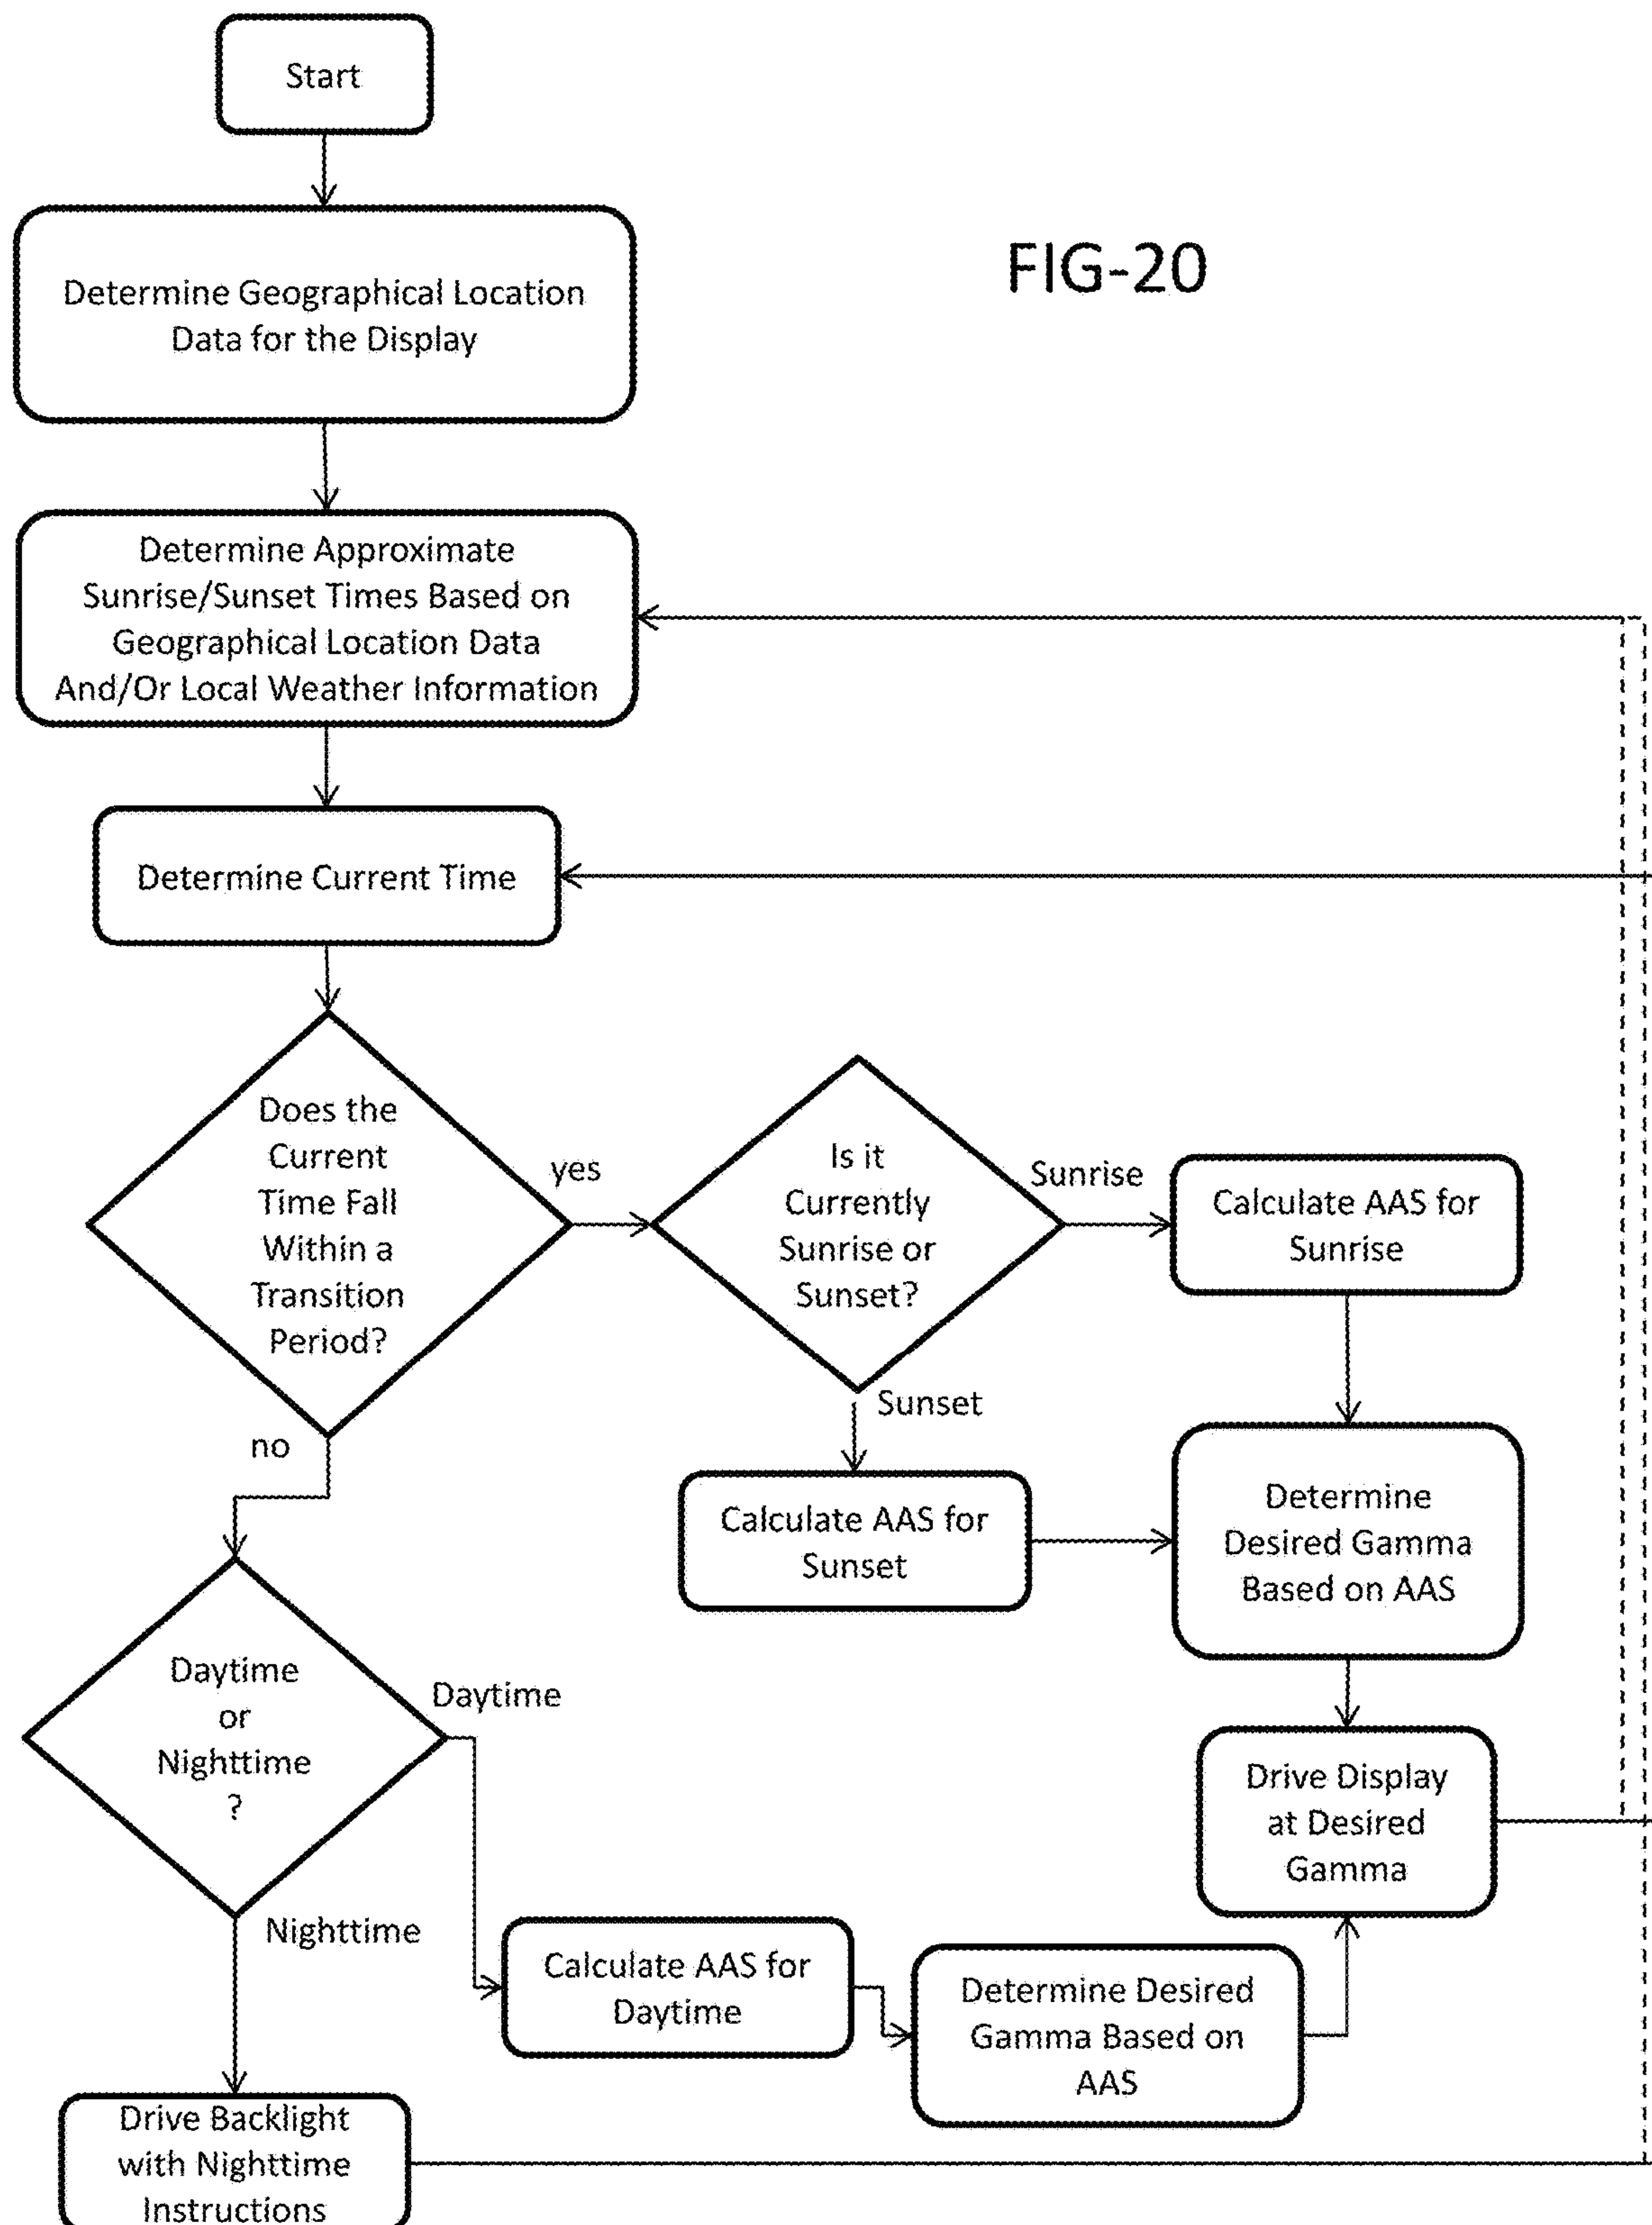 Start
FIG-20
Determine Geographical Location
Data for the Display
Determine Approximate
Sunrise/Sunset Times Based on
Geographical Location Data
And/Or Local Weather Information
Determine Current Time
Does the
Current
Time Fall
Within a
Transition
Period?
yes
Is it
Currently
Sunrise or
Sunset?
Sunrise
Calculate AAS for
Sunrise
Sunset
no
Calculate AAS for
Sunset
Determine
Desired Gamma
Based on AAS
Daytime
or
Nighttime
?
Daytime
Drive Display
at Desired
Gamma
Nighttime
Calculate AAS for
Daytime
Determine Desired
Gamma Based on
AAS
Drive Backlight
with Nighttime
Instructions